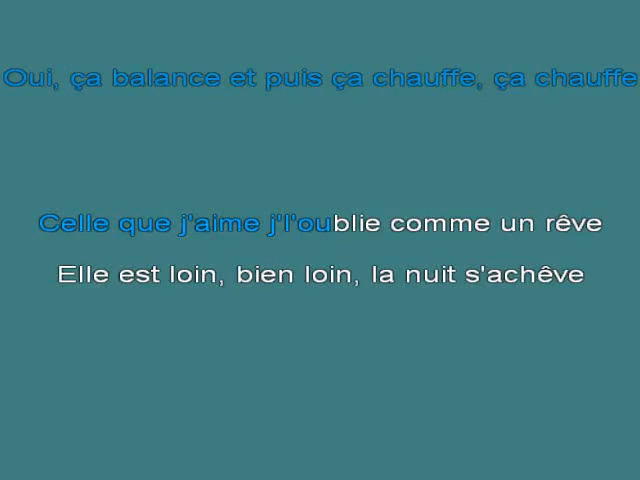 Oui, ça balance et puis ça chauffe, ça chauffe
Celle que j'aime j'l'oublie comme un rêve
Elle est loin, bien loin, la nuit s'achêve